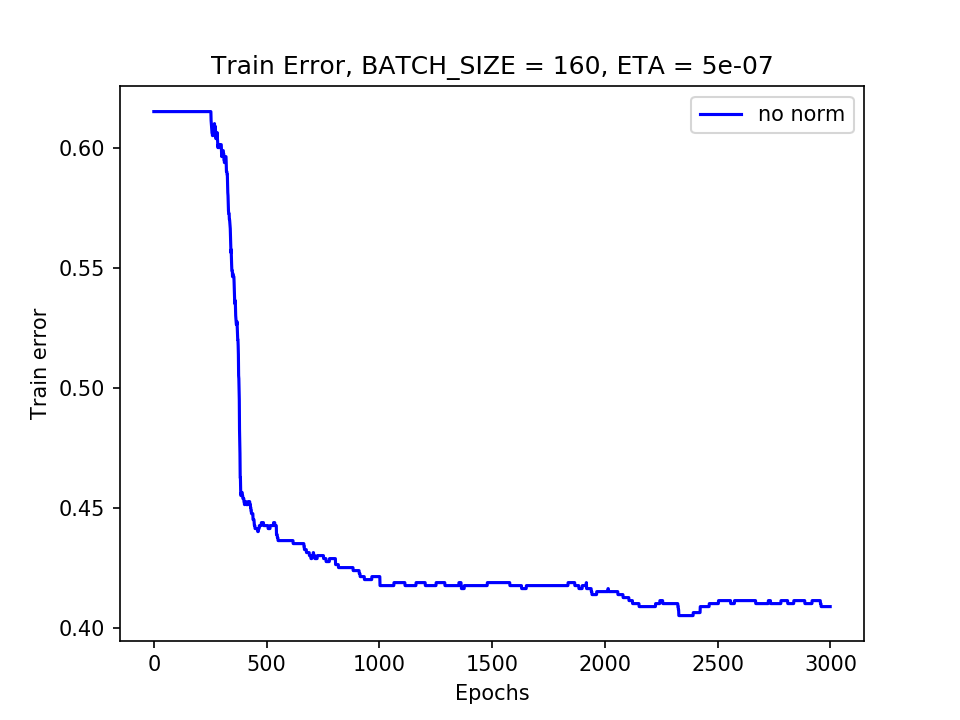 Train Error, BATCH_SIZE = 160, ETA = 5e-07
no norm
0.60
0.55
0.50
0.45
0.40
Train error
0 500 1000 1500 2000 2500 3000
Epochs